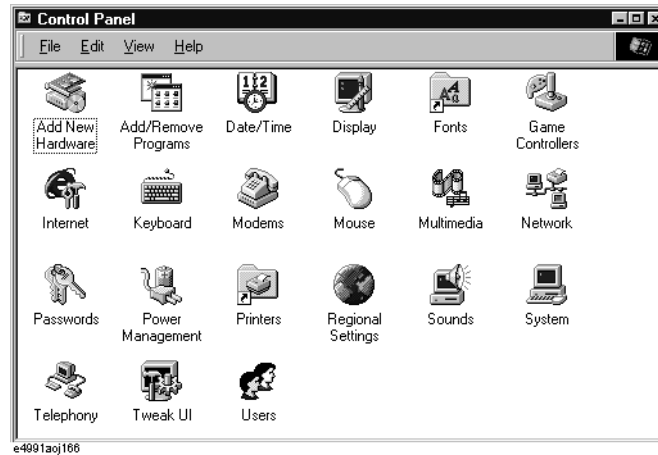 Control Panel
File Edit View Help
Add New Hardware
Add/Remove Programs
Date/Time
Display
Fonts
Game Controllers
Internet
Keyboard
Modems
Mouse
Multimedia
Network
Passwords
Power Management
Printers
Regional Settings
Sounds
System
Telephony
Tweak UI
Users
e4991aoj166